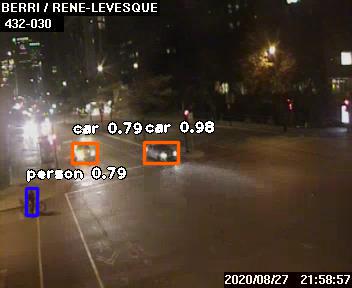 BERRI / RENE-LEVESQUE
432-030
car 0.79 car 0.98
person 0.79
2020/08/27 21:58:57